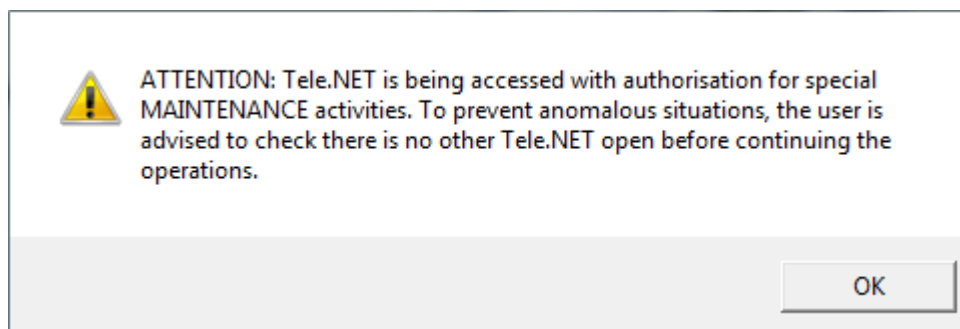 ATTENTION: Tele.NET is being accessed with authorisation for special
MAINTENANCE activities. To prevent anomalous situations, the user is
advised to check there is no other Tele.NET open before continuing the
operations.
OK